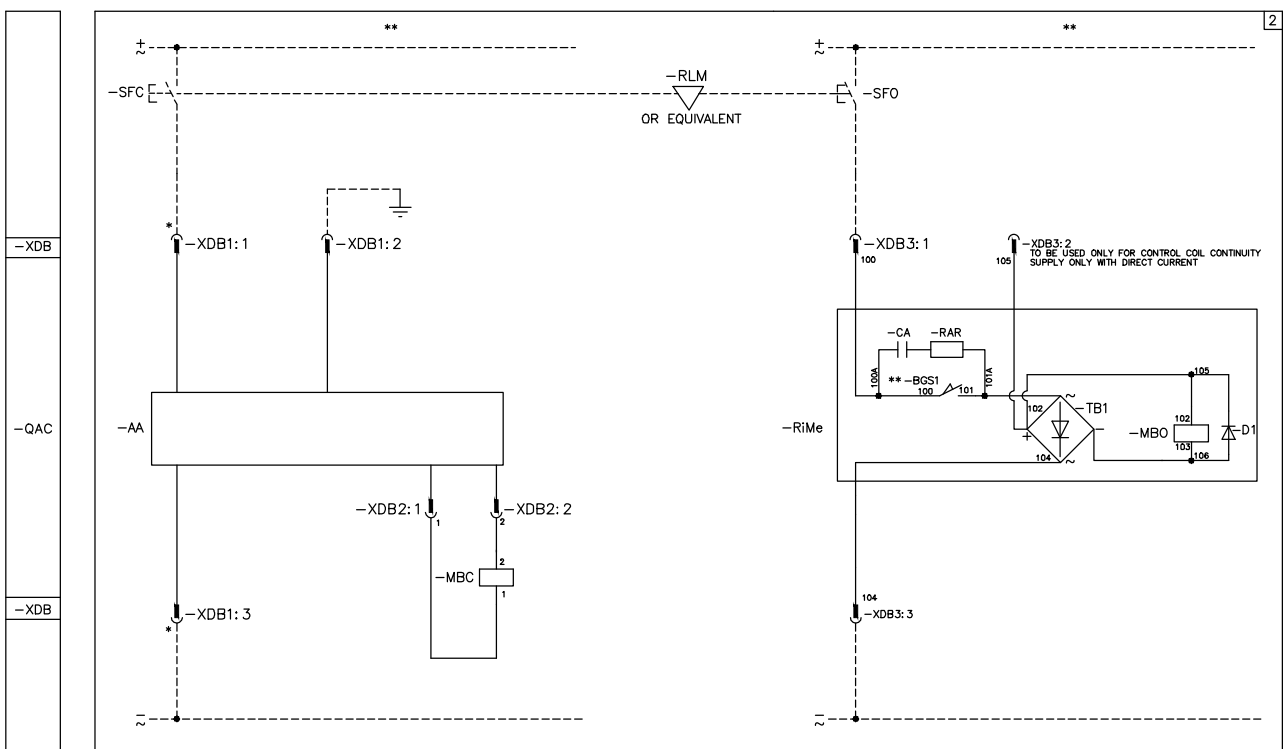 2
**
**
+
~
+
~
-RLM
-SFC
-SFO
OR EQUIVALENT
*
-XDB
-XDB1:1
-XDB1:2
-XDB3:1
100
-XDB3:2
TO BE USED ONLY FOR CONTROL COIL CONTINUITY
SUPPLY ONLY WITH DIRECT CURRENT
105
-CA
-RAR
100A
101A
** -BGS1
100
101
105
~
-TB1
102
102
-QAC
-AA
-RiMe
+
-
-MBO
-D1
103
104
106
~
-XDB2:1
1
-XDB2:2
2
2
-MBC
1
-XDB
-XDB1:3
*
104
-XDB3:3
-
~
-
~